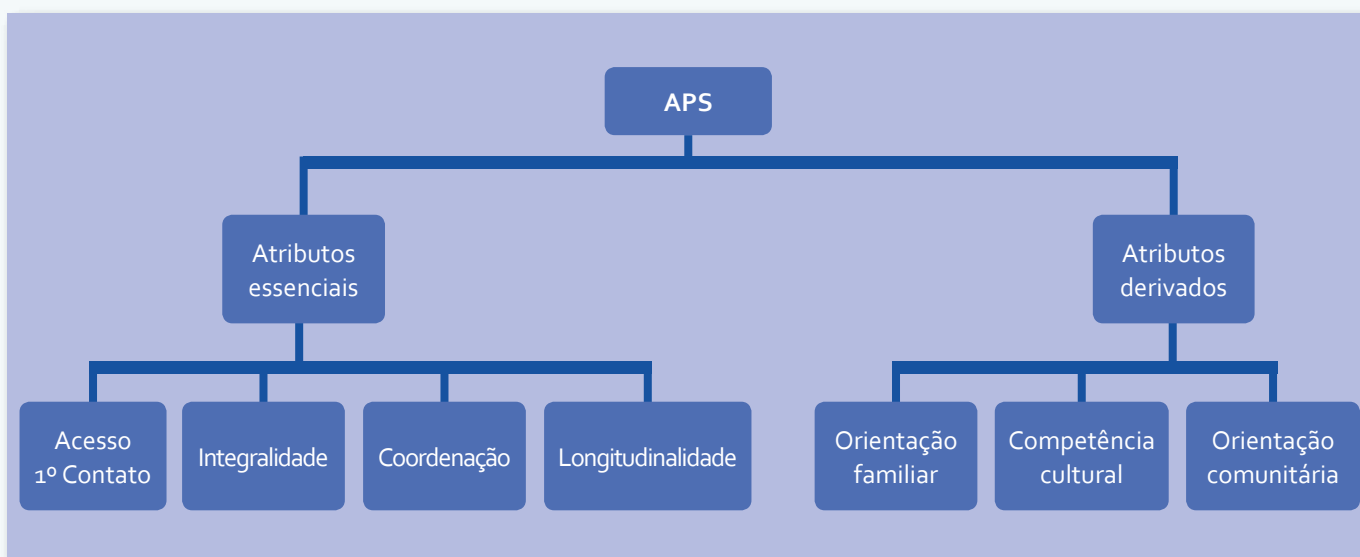 APS
Atributos
essenciais
Atributos
derivados
Acesso
1º Contato
Integralidade
Coordenação
Longitudinalidade
Orientação
familiar
Competência
cultural
Orientação
comunitária